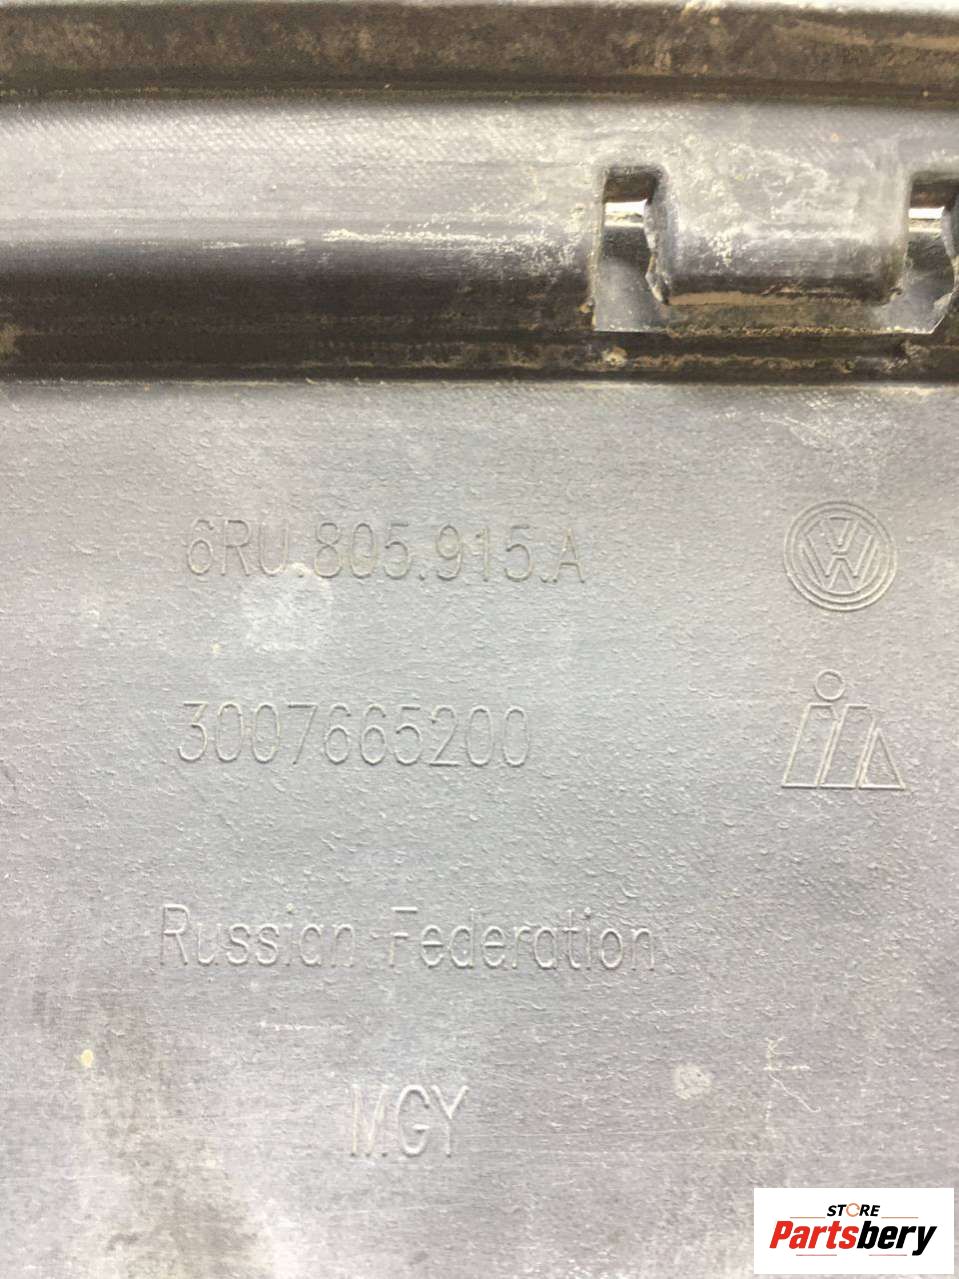 6RU.805.915.A
3007665200
Russian Federation
MGY
STORE
Partsbery